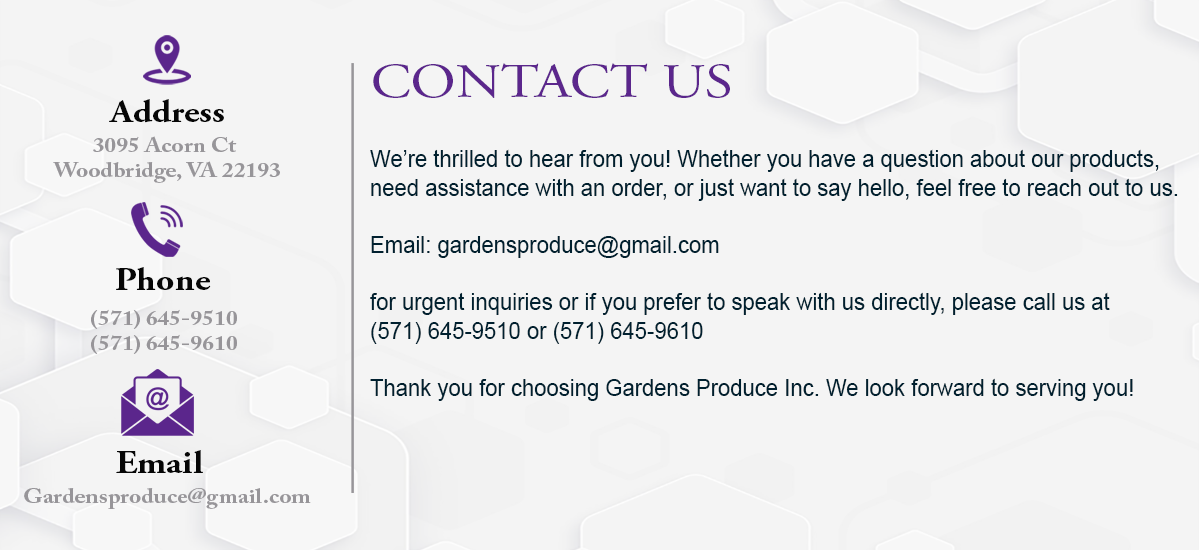 Address
3095 Acorn Ct
Woodbridge, VA 22193
Phone
(571) 645-9510
(571) 645-9610
@
Email
Gardensproduce@gmail.com
CONTACT US
We’re thrilled to hear from you! Whether you have a question about our products,
need assistance with an order, or just want to say hello, feel free to reach out to us.
Email: gardensproduce@gmail.com
for urgent inquiries or if you prefer to speak with us directly, please call us at
(571) 645-9510 or (571) 645-9610
Thank you for choosing Gardens Produce Inc. We look forward to serving you!